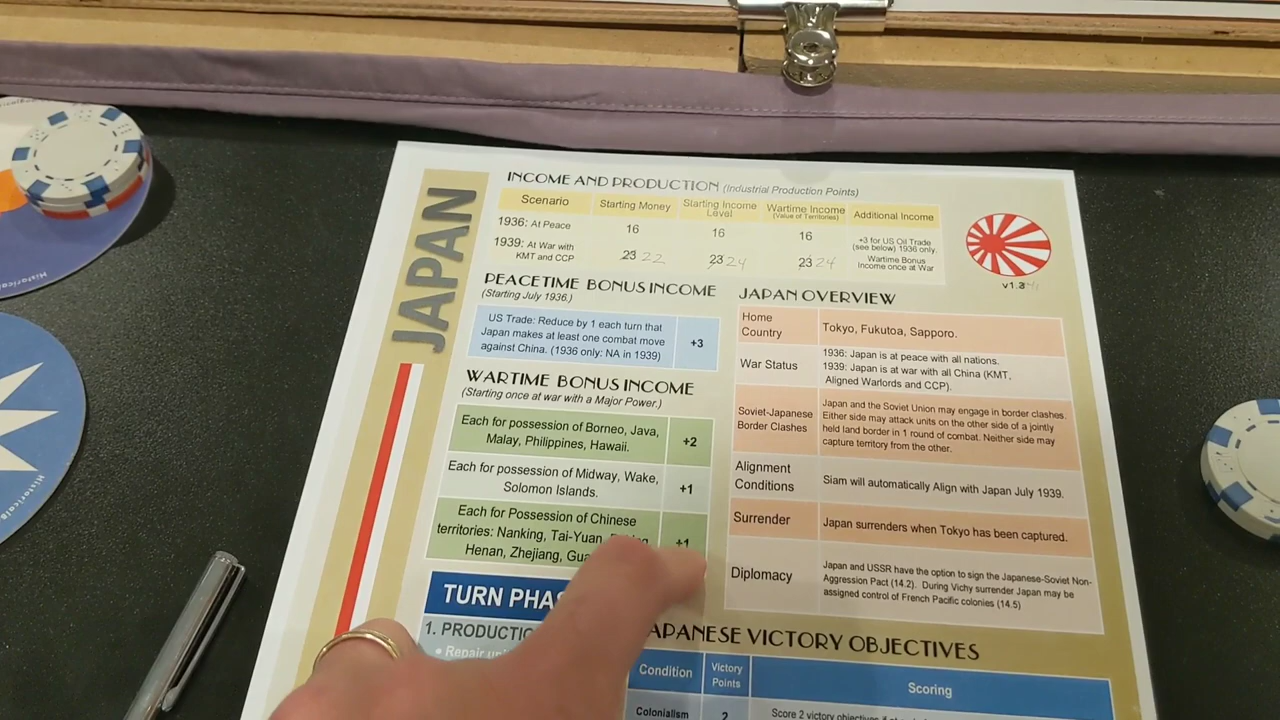 JAPAN
INCOME AND PRODUCTION (Industrial Production Points)
Scenario
Starting Money
Starting Income
Level
Wartime Income
(Value of Territories)
Additional Income
1936: At Peace
16
16
16
+3 for US Oil Trade
(see below) 1936 only.
1939: At War with
KMT and CCP
23 22
23 24
23 24
Wartime Bonus
Income once at War
v1.3
PEACETIME BONUS INCOME
(Starting July 1936.)
US Trade: Reduce by 1 each turn that
Japan makes at least one combat move
against China. (1936 only: NA in 1939)
+3
WARTIME BONUS INCOME
(Starting once at war with a Major Power.)
Each for possession of Borneo, Java,
Malay, Philippines, Hawaii.
+2
Each for possession of Midway, Wake,
Solomon Islands.
+1
Each for Possession of Chinese
territories: Nanking, Tai-Yuan,
Henan, Zhejiang,
+1
TURN PHAS
1. PRODUCTIO
• Repair
JAPAN OVERVIEW
Home
Country
Tokyo, Fukutoa, Sapporo.
War Status
1936: Japan is at peace with all nations.
1939: Japan is at war with all China (KMT,
Aligned Warlords and CCP).
Soviet-Japanese
Border Clashes
Japan and the Soviet Union may engage in border clashes.
Either side may attack units on the other side of a jointly
held land border in 1 round of combat. Neither side may
capture territory from the other.
Alignment
Conditions
Siam will automatically Align with Japan July 1939.
Surrender
Japan surrenders when Tokyo has been captured.
Diplomacy
Japan and USSR have the option to sign the Japanese-Soviet Non-
Aggression Pact (14.2). During Vichy surrender Japan may be
assigned control of French Pacific colonies (14.5)
JAPANESE VICTORY OBJECTIVES
Condition
Victory
Points
Scoring
Colonialism
2
Score 2 victory objectives if
Historical
Historical